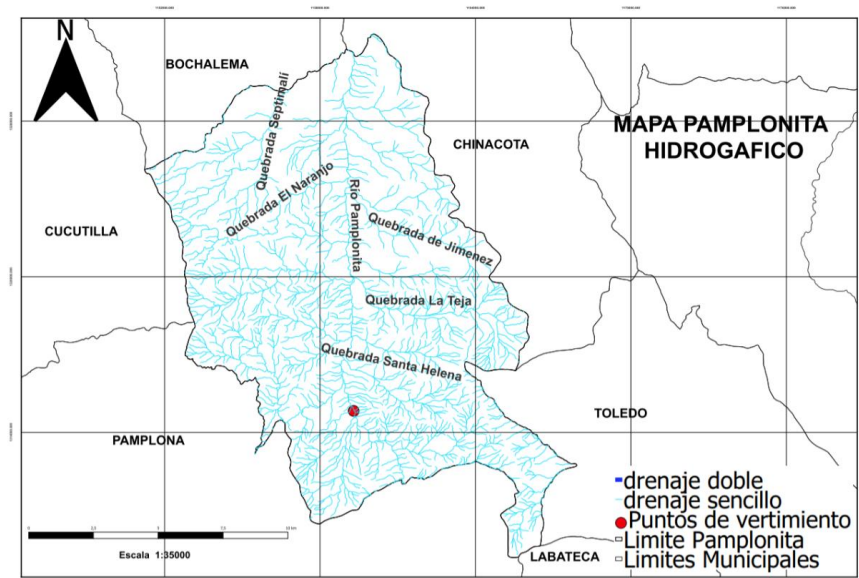 N
BOCHALEMA
CHINACOTA
MAPA PAMPLONITA
HIDROGAFICO
Quebrada Septimali
Quebrada El Naranjo
Río Pamplonita
Quebrada de Jimenez
CUCUTILLA
Quebrada La Teja
Quebrada Santa Helena
TOLEDO
PAMPLONA
drenaje doble
drenaje sencillo
Puntos de vertimiento
Limite Pamplonita
Limites Municipales
LABATECA
Escala 1:35000